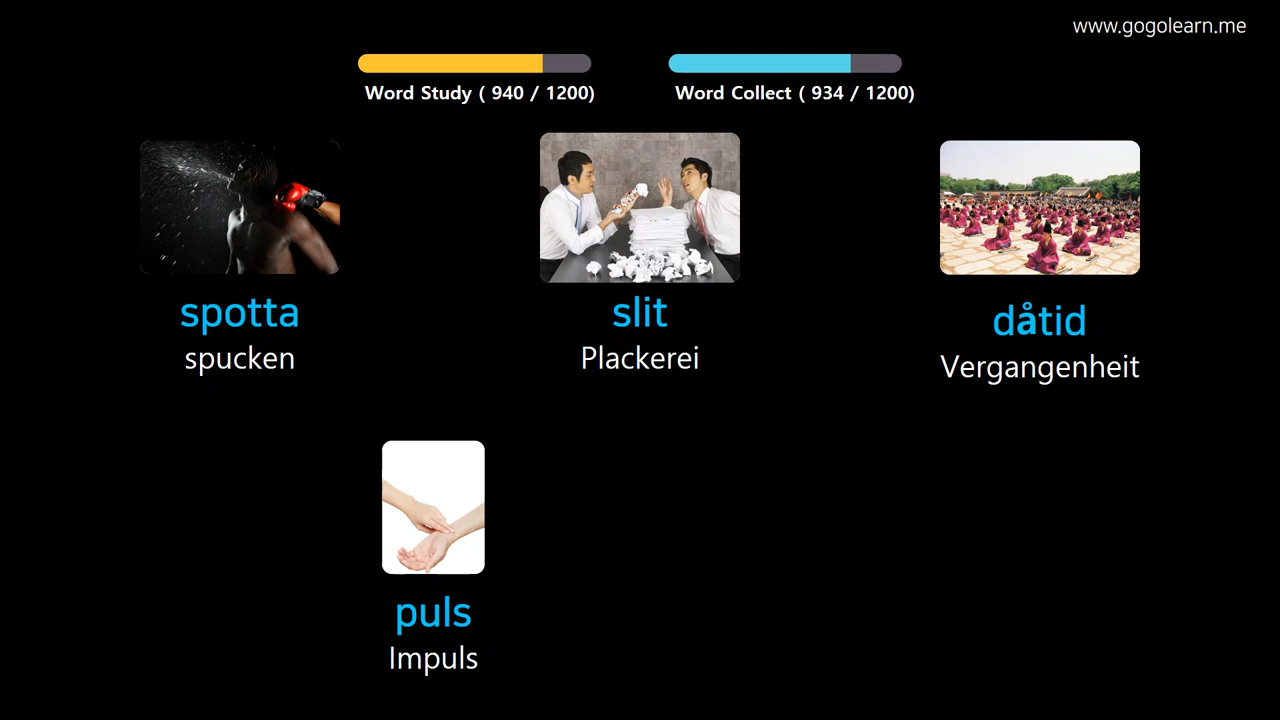 www.gogolearn.me
Word Study ( 940 / 1200)
Word Collect ( 934 / 1200)
spotta
spucken
slit
Plackerei
dåtid
Vergangenheit
puls
Impuls